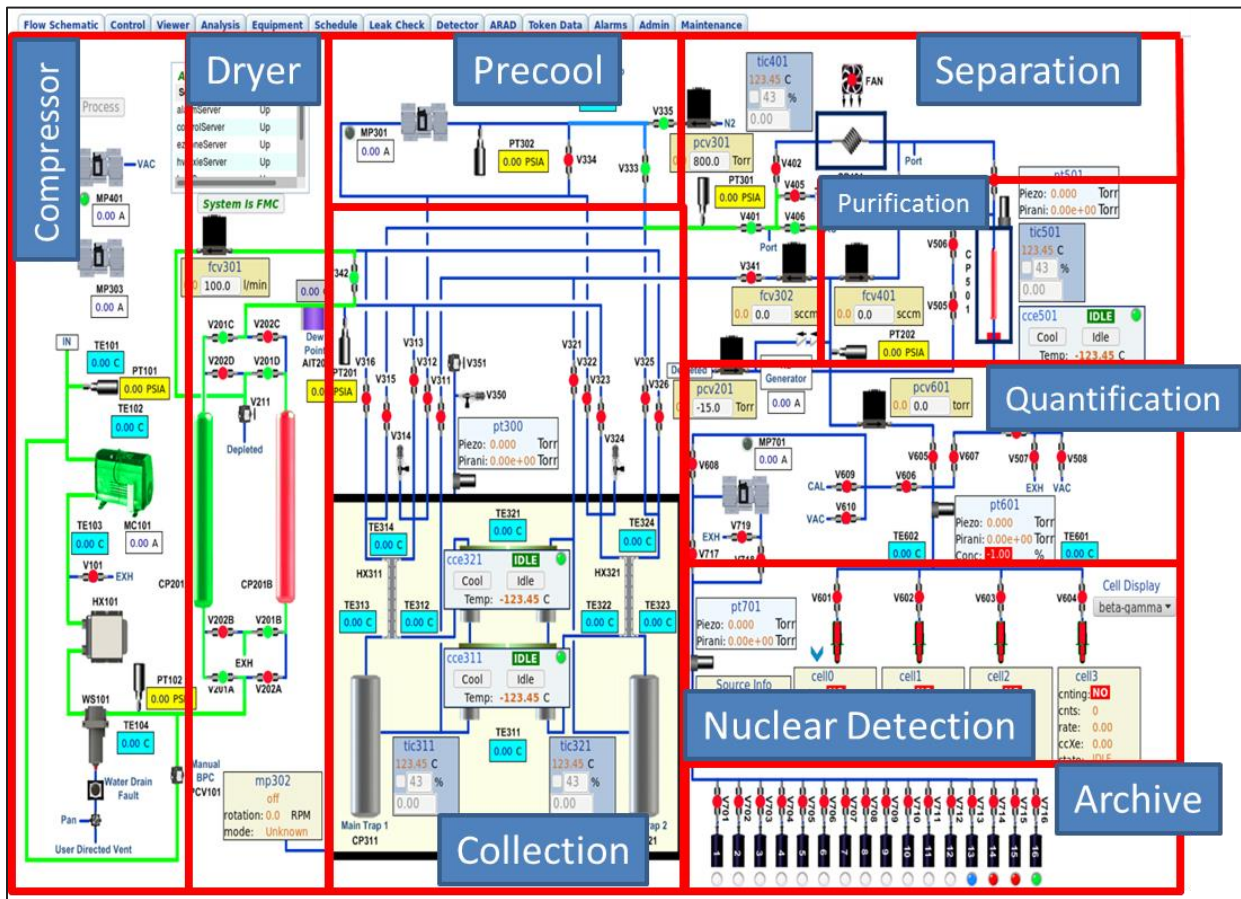 Flow Schematic Control Viewer Analysis Equipment Schedule Leak Check Detector ARAD Token Data Alarms Admin Maintenance
Compressor
Process
VAC
MP401
0.00 A
MP303
0.00 A
IN
TE101
0.00 C
PT101
0.00 PSIA
TE102
0.00 C
TE103
0.00 C
MC101
0.00 A
V101
EXH
HX101
PT102
0.00 PSIA
WS101
TE104
0.00 C
Water Drain
Fault
Pan
User Directed Vent
Dryer
Up
Up
Up
Up
System Is FMC
fcv301
0.0 100.0 l/min
V201C V202C
V202D V201D
V211
Depleted
CP201 CP201B
V202B V201B
EXH
V201A V202A
Manual
BPC
PCV101
mp302
off
rotation: 0.0 RPM
mode: Unknown
Precool
MP301
0.00 A
PT302
0.00 PSIA
V334
V335
N2
V333
pcv301
0.0 800.0 Torr
PT301
0.00 PSIA
V401 V406
Port
342
PT201
0.00 PSIA
V316
V315
V313
V312
V311
V314
V351
V350
pt300
Piezo: 0.000 Torr
Pirani: 0.00e+00 Torr
V321
V322
V323
V324
V325
V326
V341
fcv302
0.0 0.0 sccm
TE314
0.00 C
TE321
0.00 C
TE324
0.00 C
HX311
HX321
cce321 IDLE
Cool Idle
Temp: -123.45 C
TE313
0.00 C
TE312
0.00 C
TE322
0.00 C
TE323
0.00 C
cce311 IDLE
Cool Idle
Temp: -123.45 C
TE311
0.00 C
tic311
123.45 C
43 %
0.00
tic321
123.45 C
43 %
0.00
Main Trap 1
CP311
Collection
Separation
tic401
123.45 C
43 %
0.00
FAN
V402
V405
Port
Purification
pt501
Piezo: 0.000 Torr
Pirani: 0.00e+00 Torr
tic501
123.45 C
43 %
0.00
V506
CP501
V505
fcv401
0.0 0.0 sccm
PT202
0.00 PSIA
cce501 IDLE
Cool Idle
Temp: -123.45 C
Quantification
Depleted
pcv201
-15.0 Torr
Generator
0.00 A
pcv601
0.0 0.0 torr
MP701
0.00 A
V608
V609
CAL
V606
V605
V607
V507
V508
EXH VAC
VAC
V610
EXH
V719
V717
V718
pt601
Piezo: 0.000 Torr
Pirani: 0.00e+00 Torr
Conc: -1.00 %
TE602
0.00 C
TE601
0.00 C
Nuclear Detection
V601
V602
V603
V604
Cell Display
beta-gamma
pt701
Piezo: 0.000 Torr
Pirani: 0.00e+00 Torr
Source Info
cell0
cell1
cell2
cell3
cnting: NO
cnts: 0
rate: 0.00
ccXe: 0.00
state: IDLE
Archive
V701 V702 V703 V704 V705 V706 V707 V708 V709 V710 V711 V712 V713 V714 V715 V716
1 2 3 4 5 6 7 8 9 10 11 12 13 14 15 16